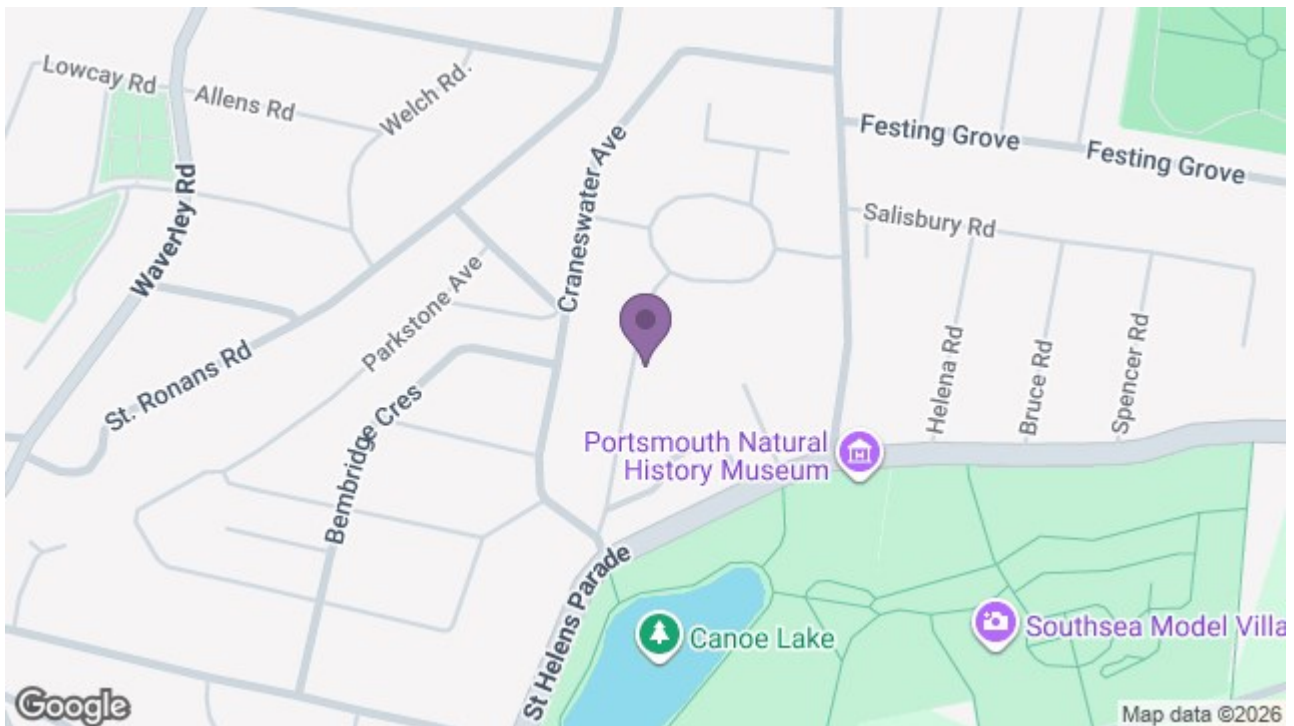 Lowcay Rd
Allens Rd
Welch Rd.
Waverley Rd
Craneswater Ave
Festing Grove
Festing Grove
Salisbury Rd
Parkstone Ave
St. Ronans Rd
Bembridge Cres
Helena Rd
Bruce Rd
Spencer Rd
Portsmouth Natural
History Museum
St Helens Parade
Canoe Lake
Southsea Model Villa
Google
Map data ©2026